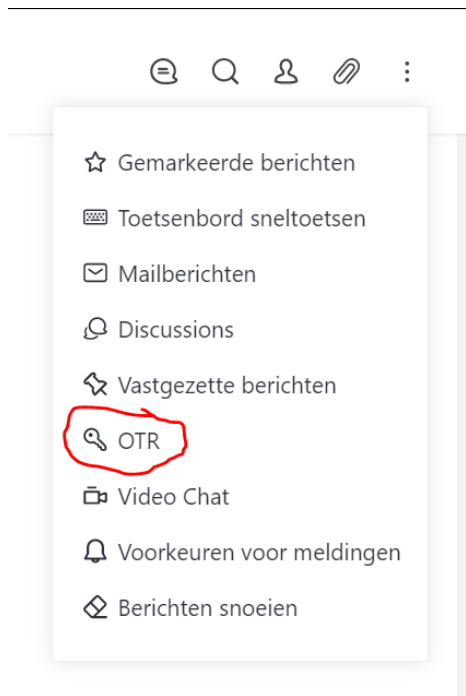 Gemarkeerde berichten
Toetsenbord sneltoetsen
Mailberichten
Discussions
Vastgezette berichten
OTR
Video Chat
Voorkeuren voor meldingen
Berichten snoeien